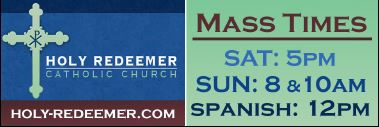 HOLY REDEEMER
CATHOLIC CHURCH
HOLY-REDEEMER.COM
MASS TIMES
SAT: 5PM
SUN: 8 & 10AM
SPANISH: 12PM